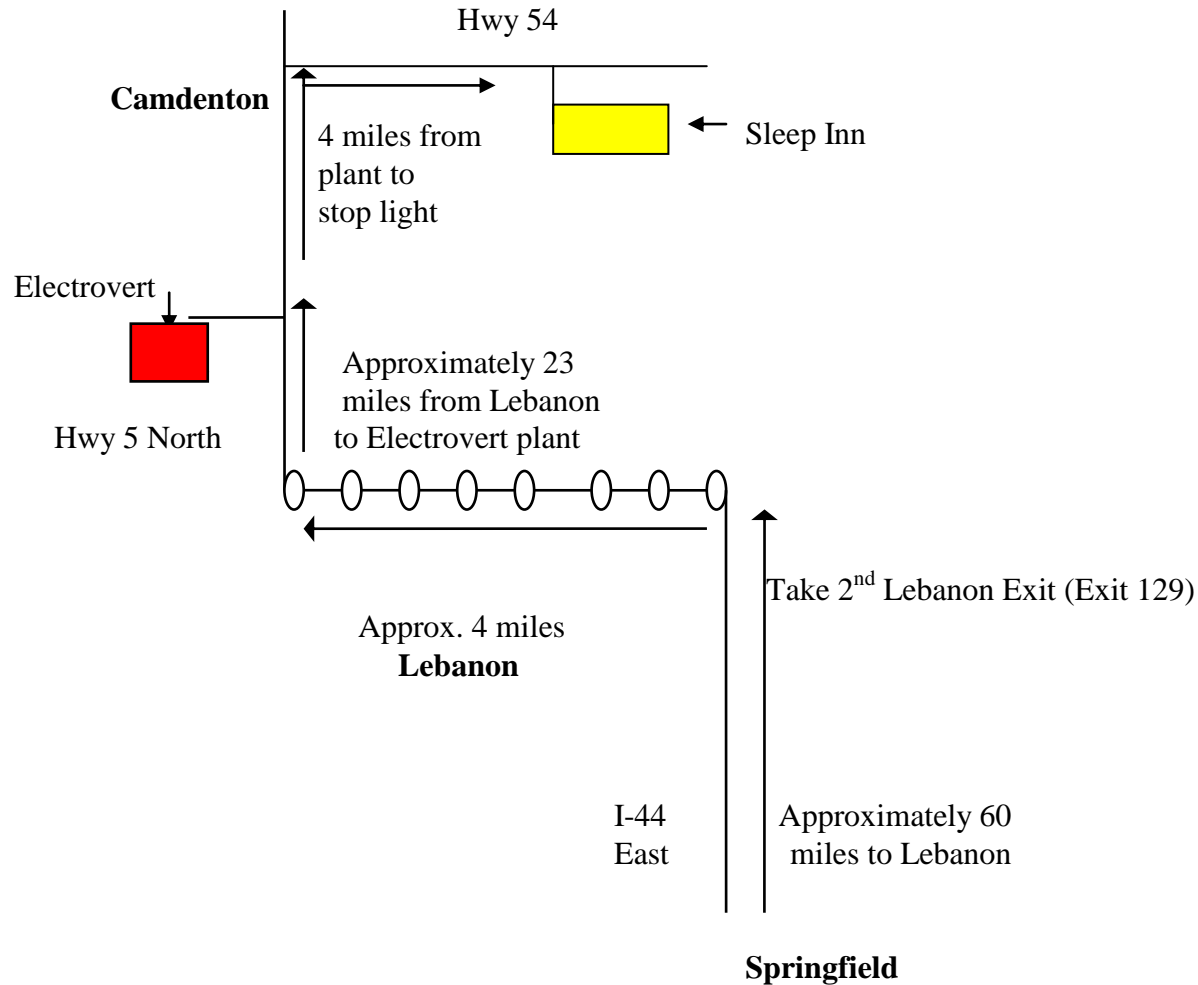 Hwy 54
Camdenton
4 miles from
plant to
stop light
Sleep Inn
Electrovert
Approximately 23
miles from Lebanon
to Electrovert plant
Hwy 5 North
Take 2nd Lebanon Exit (Exit 129)
Approx. 4 miles
Lebanon
I-44
East
Approximately 60
miles to Lebanon
Springfield